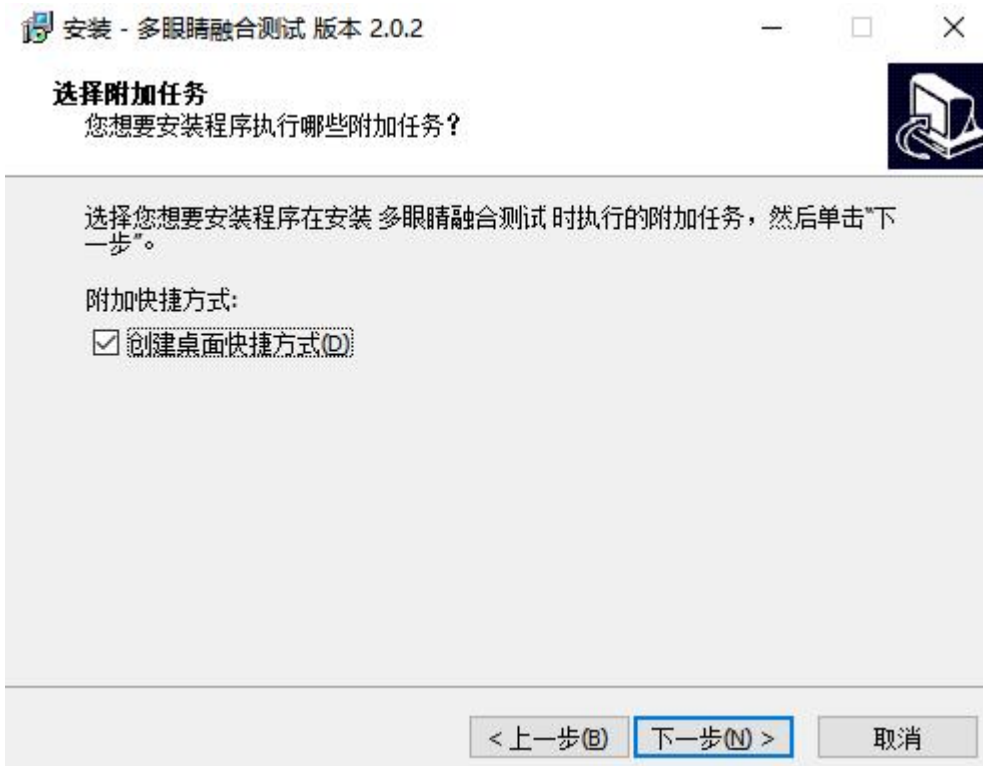 安装 - 多眼睛融合测试 版本 2.0.2
选择附加任务
您想要安装程序执行哪些附加任务？
选择您想要安装程序在安装 多眼睛融合测试 时执行的附加任务，然后单击“下
一步”。
附加快捷方式:
创建桌面快捷方式(D)
< 上一步(B)
下一步(N) >
取消